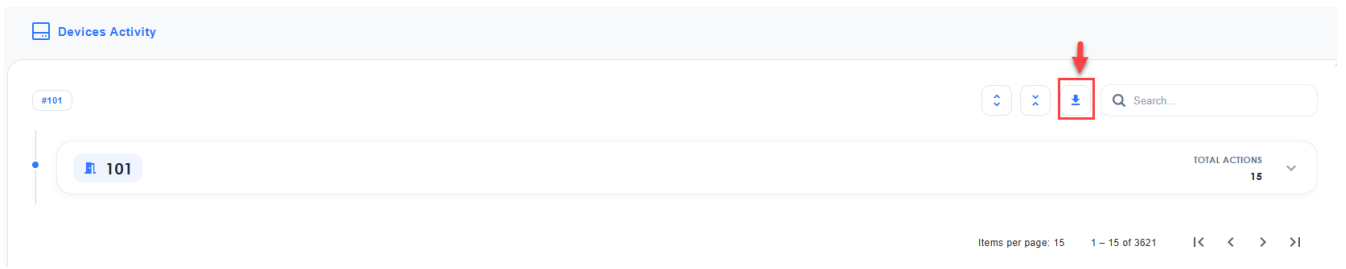 Devices Activity
#101
Search...
101
TOTAL ACTIONS
15
Items per page: 15 1 – 15 of 3621